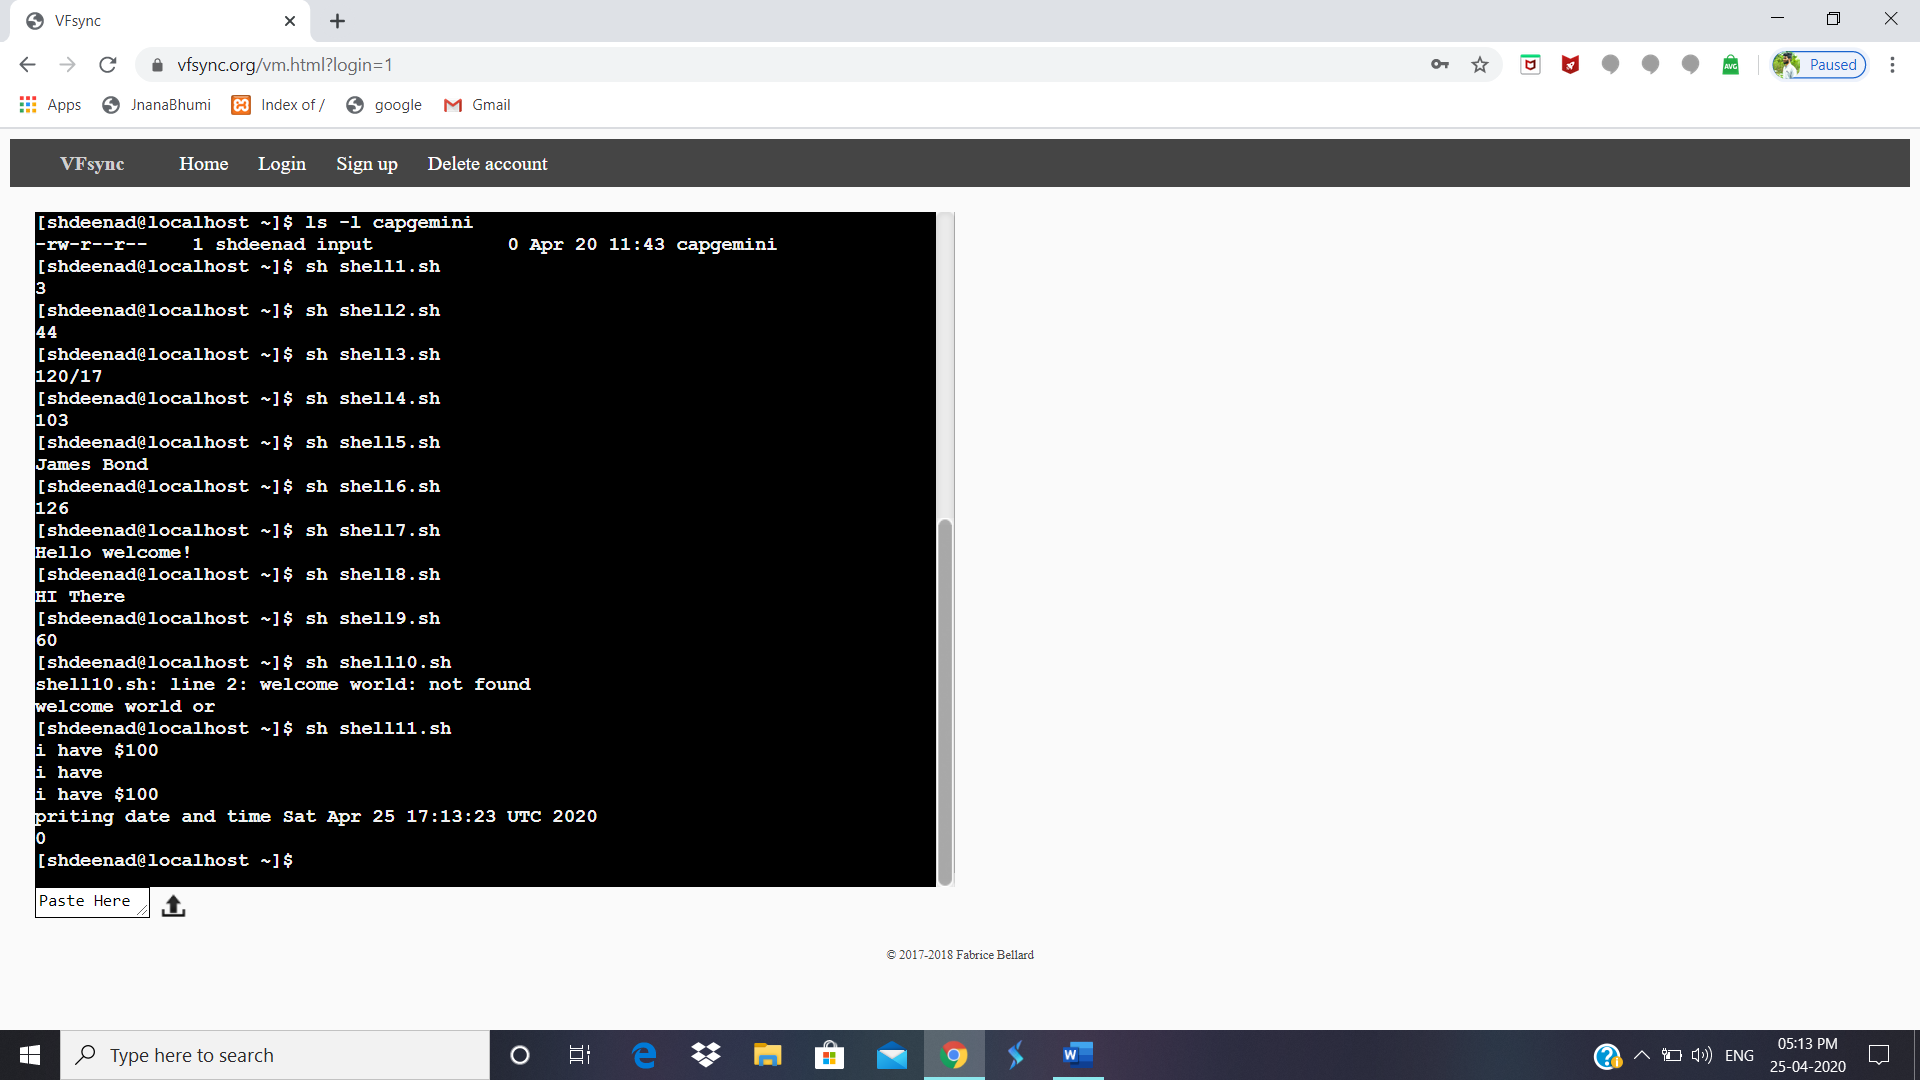 VFsync
vfsync.org/vm.html?login=1
Paused
Apps JnanaBhumi Index of / google Gmail
VFsync Home Login Sign up Delete account
[shdeenad@localhost ~]$ ls -l capgemini
-rw-r--r-- 1 shdeenad input 0 Apr 20 11:43 capgemini
[shdeenad@localhost ~]$ sh shell1.sh
3
[shdeenad@localhost ~]$ sh shell2.sh
44
[shdeenad@localhost ~]$ sh shell3.sh
120/17
[shdeenad@localhost ~]$ sh shell4.sh
103
[shdeenad@localhost ~]$ sh shell5.sh
James Bond
[shdeenad@localhost ~]$ sh shell6.sh
126
[shdeenad@localhost ~]$ sh shell7.sh
Hello welcome!
[shdeenad@localhost ~]$ sh shell8.sh
HI There
[shdeenad@localhost ~]$ sh shell9.sh
60
[shdeenad@localhost ~]$ sh shell10.sh
shell10.sh: line 2: welcome world: not found
welcome world or
[shdeenad@localhost ~]$ sh shell11.sh
i have $100
i have
i have $100
priting date and time Sat Apr 25 17:13:23 UTC 2020
0
[shdeenad@localhost ~]$
Paste Here
© 2017-2018 Fabrice Bellard
Type here to search
ENG
05:13 PM
25-04-2020